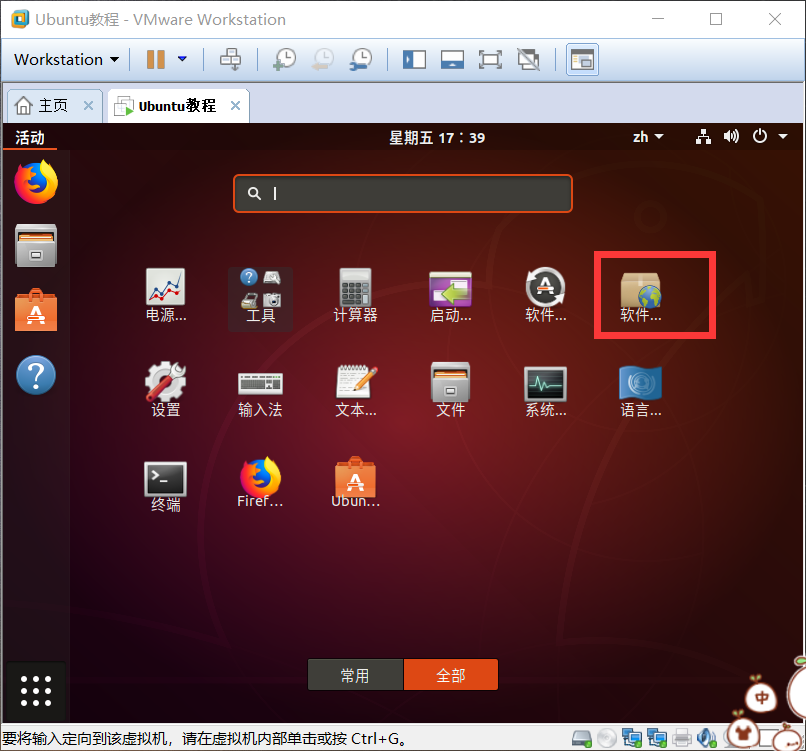 Ubuntu教程 - VMware Workstation
Workstation
主页
Ubuntu教程
活动
星期五 17：39
zh
电源...
工具
计算器
启动...
软件...
软件...
设置
输入法
文本...
文件
系统...
语言...
终端
Firef...
Ubun...
常用
全部
中
要将输入定向到该虚拟机，请在虚拟机内部单击或按 Ctrl+G。